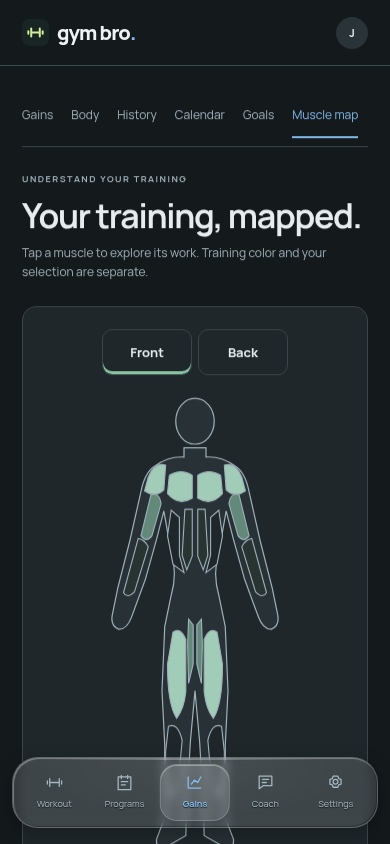 gym bro.
J
Gains Body History Calendar Goals Muscle map
UNDERSTAND YOUR TRAINING
Your training, mapped.
Tap a muscle to explore its work. Training color and your
selection are separate.
Front Back
Workout Programs Gains Coach Settings